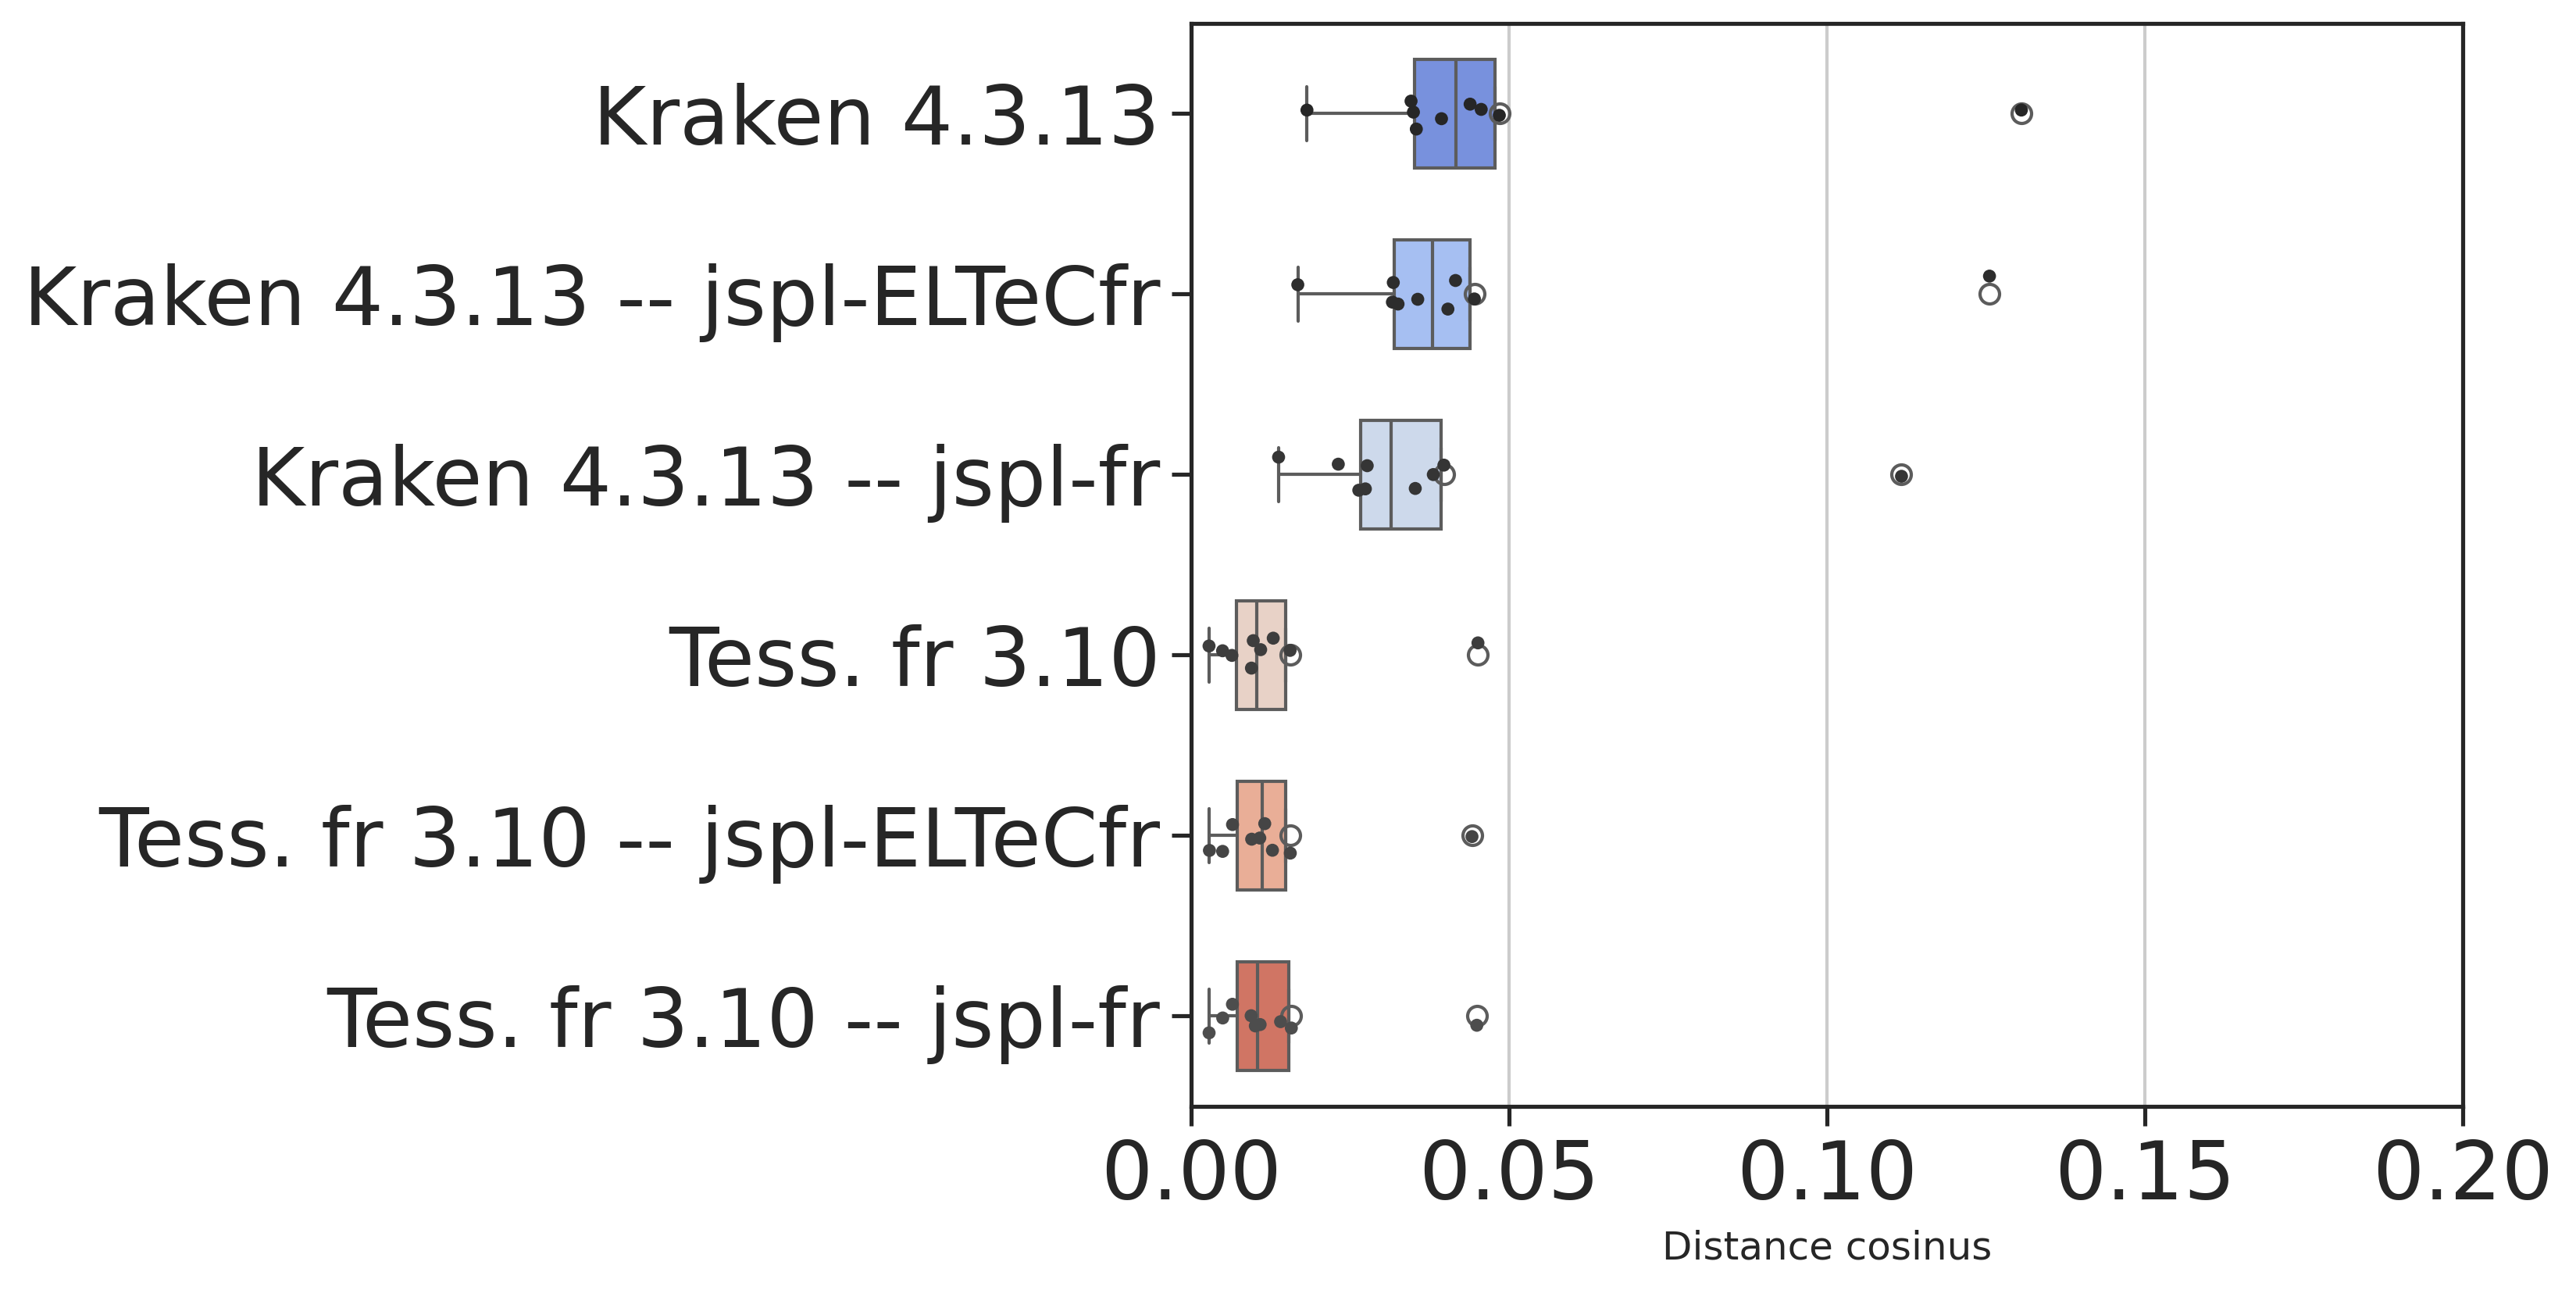 Kraken 4.3.13
Kraken 4.3.13 -- jspl-ELTeCfr
Kraken 4.3.13 -- jspl-fr
Tess. fr 3.10
Tess. fr 3.10 -- jspl-ELTeCfr
Tess. fr 3.10 -- jspl-fr
0.00 0.05 0.10 0.15 0.20
Distance cosinus